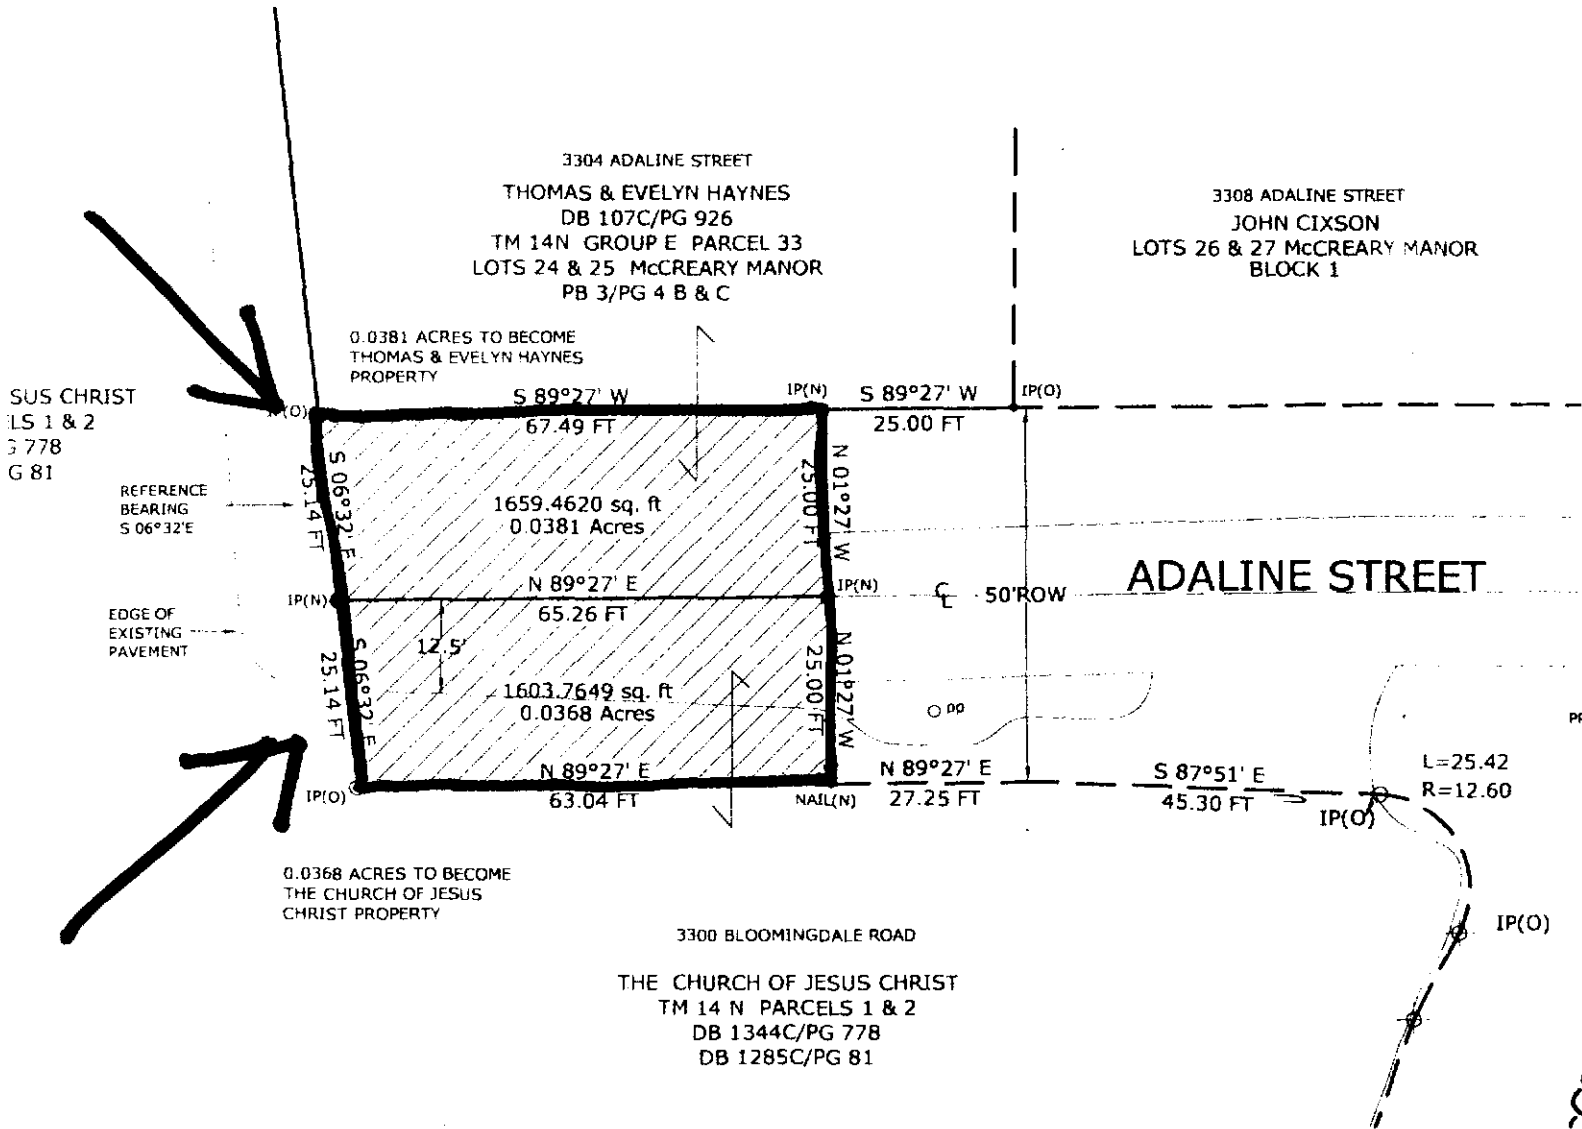 3304 ADALINE STREET
THOMAS & EVELYN HAYNES
DB 107C/PG 926
TM 14N GROUP E PARCEL 33
LOTS 24 & 25 McCREARY MANOR
PB 3/PG 4 B & C
3308 ADALINE STREET
JOHN CIXSON
LOTS 26 & 27 McCREARY MANOR
BLOCK 1
0.0381 ACRES TO BECOME
THOMAS & EVELYN HAYNES
PROPERTY
SUS CHRIST
LS 1 & 2
778
G 81
S 89°27' W
67.49 FT
IP(N)
S 89°27' W
25.00 FT
IP(O)
REFERENCE
BEARING
S 06°32'E
S 06°32' E
25.14 FT
1659.4620 sq. ft
0.0381 Acres
N 01°27' W
25.00 FT
IP(N)
N 89°27' E
65.26 FT
IP(N)
50'ROW
ADALINE STREET
EDGE OF
EXISTING
PAVEMENT
12.5'
S 06°32' E
25.14 FT
1603.7649 sq. ft
0.0368 Acres
N 01°27' W
25.00 FT
IP(O)
N 89°27' E
63.04 FT
NAIL(N)
N 89°27' E
27.25 FT
S 87°51' E
45.30 FT
L=25.42
R=12.60
IP(O)
IP(O)
0.0368 ACRES TO BECOME
THE CHURCH OF JESUS
CHRIST PROPERTY
3300 BLOOMINGDALE ROAD
THE CHURCH OF JESUS CHRIST
TM 14 N PARCELS 1 & 2
DB 1344C/PG 778
DB 1285C/PG 81